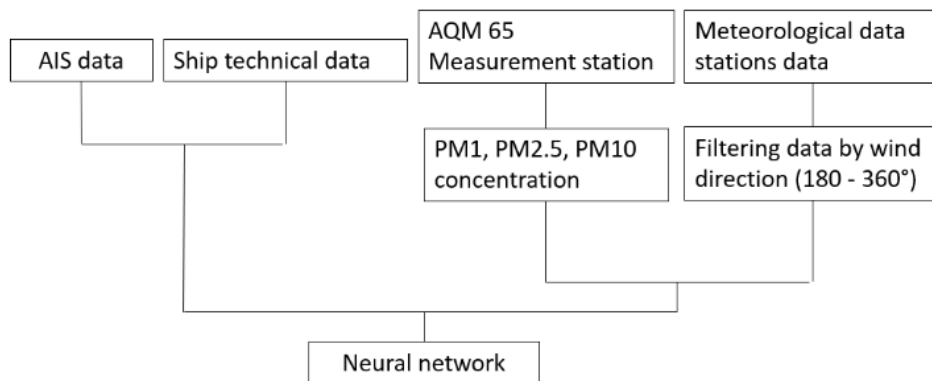 AIS data
Ship technical data
AQM 65
Measurement station
Meteorological data
stations data
PM1, PM2.5, PM10
concentration
Filtering data by wind
direction (180 - 360°)
Neural network